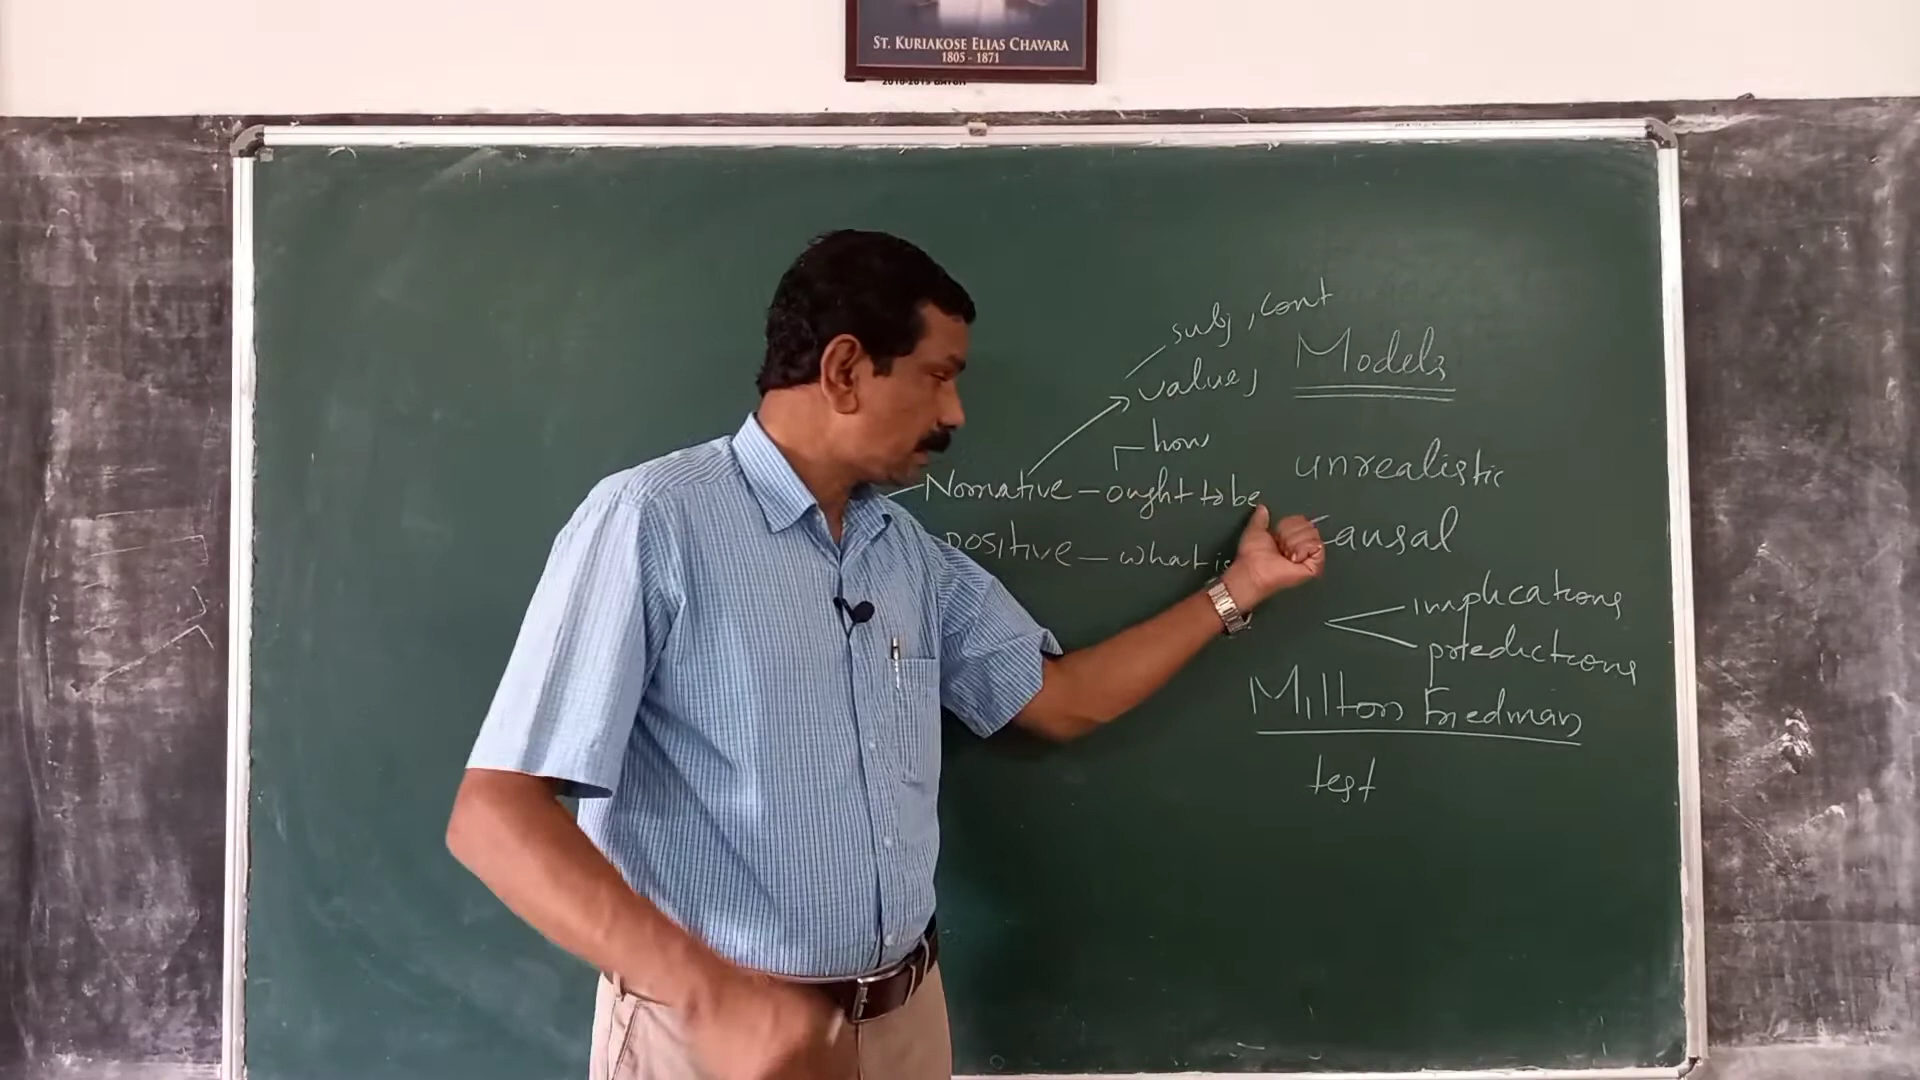 ST. KURIAKOSE ELIAS CHAVARA
1805 - 1871
subj, cont
values
Models
how
Normative - ought to be
unrealistic
positive - what is
causal
implications
predictions
Milton Friedman
test